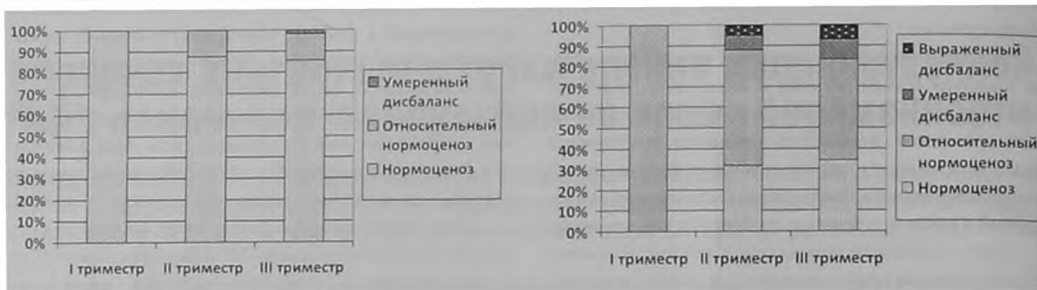 100%
90%
80%
70%
60%
50%
40%
30%
20%
10%
0%
I триместр II триместр III триместр
Умеренный
дисбаланс
Относительный
нормоценоз
Нормоценоз
100%
90%
80%
70%
60%
50%
40%
30%
20%
10%
0%
I триместр II триместр III триместр
Выраженный
дисбаланс
Умеренный
дисбаланс
Относительный
нормоценоз
Нормоценоз